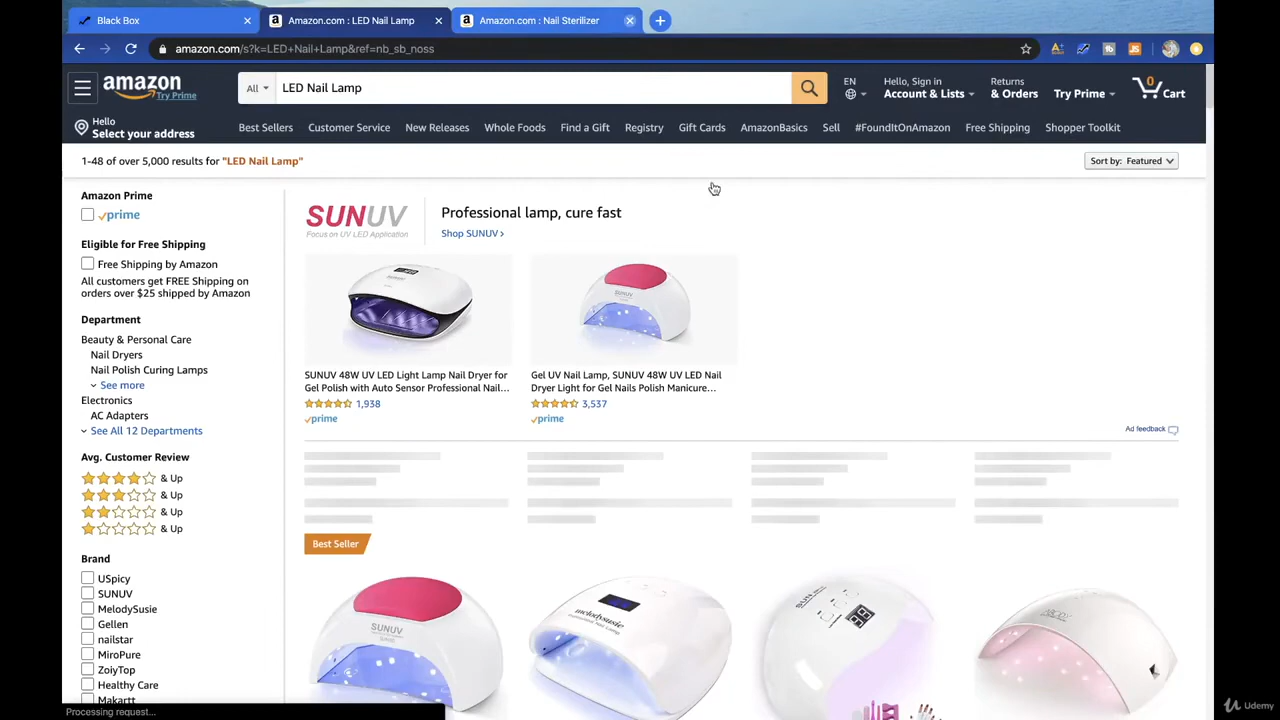 Black Box
Amazon.com : LED Nail Lamp
Amazon.com : Nail Sterilizer
amazon.com/s?k=LED+Nail+Lamp&ref=nb_sb_noss
amazon
Try Prime
All
LED Nail Lamp
EN
Hello, Sign in
Account & Lists
Returns
& Orders
Try Prime
0
Cart
Hello
Select your address
Best Sellers
Customer Service
New Releases
Whole Foods
Find a Gift
Registry
Gift Cards
AmazonBasics
Sell
#FoundItOnAmazon
Free Shipping
Shopper Toolkit
1-48 of over 5,000 results for "LED Nail Lamp"
Sort by: Featured
Amazon Prime
prime
Eligible for Free Shipping
Free Shipping by Amazon
All customers get FREE Shipping on
orders over $25 shipped by Amazon
Department
Beauty & Personal Care
Nail Dryers
Nail Polish Curing Lamps
See more
Electronics
AC Adapters
See All 12 Departments
Avg. Customer Review
& Up
& Up
& Up
& Up
Brand
USpicy
SUNUV
MelodySusie
Gellen
nailstar
MiroPure
ZoiyTop
Healthy Care
Makartt
SUNUV
Focus on UV LED Application
Professional lamp, cure fast
Shop SUNUV ›
SUNUV 48W UV LED Light Lamp Nail Dryer for
Gel Polish with Auto Sensor Professional Nail...
1,938
prime
Gel UV Nail Lamp, SUNUV 48W UV LED Nail
Dryer Light for Gel Nails Polish Manicure...
3,537
prime
Ad feedback
Best Seller
SUNUV
melodysusie
Processing request...
Udemy